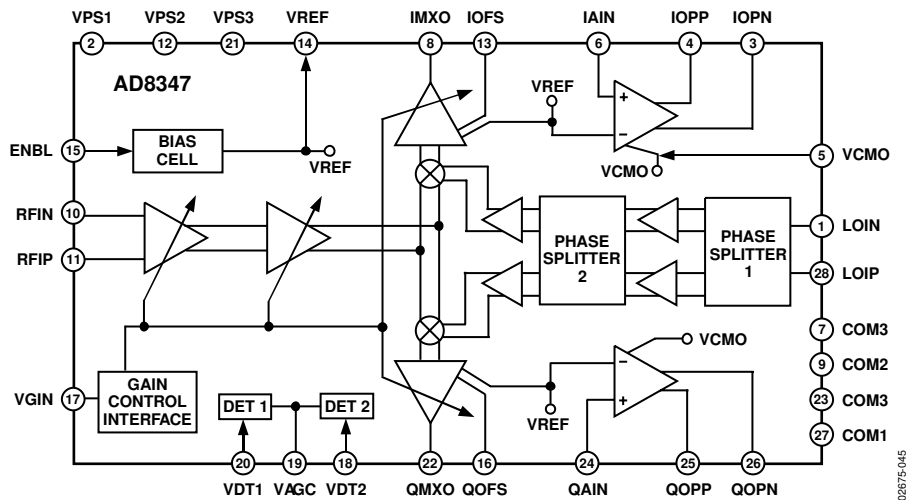 VPS1 VPS2 VPS3 VREF IMXO IOFS IAIN IOPP IOPN
2 12 21 14 8 13 6 4 3
AD8347
VREF
+
−
ENBL 15
BIAS
CELL
VREF
VCMO
5 VCMO
RFIN 10
RFIP 11
PHASE
SPLITTER
2
PHASE
SPLITTER
1
1 LOIN
28 LOIP
7 COM3
VCMO
9 COM2
−
+
VGIN 17
GAIN
CONTROL
INTERFACE
DET 1
DET 2
VREF
23 COM3
27 COM1
20 19 18 22 16 24 25 26
VDT1 VAGC VDT2 QMXO QOFS QAIN QOPP QOPN
02675-045